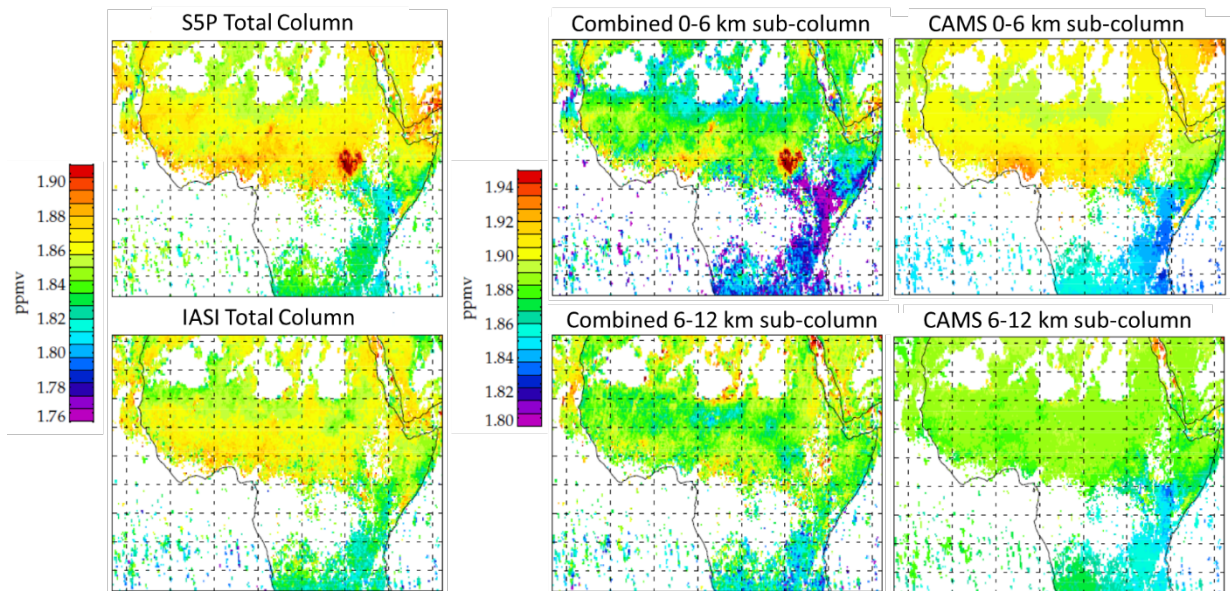 S5P Total Column
Combined 0-6 km sub-column
CAMS 0-6 km sub-column
ppmv
1.90
1.88
1.86
1.84
1.82
1.80
1.78
1.76
ppmv
1.94
1.92
1.90
1.88
1.86
1.84
1.82
1.80
IASI Total Column
Combined 6-12 km sub-column
CAMS 6-12 km sub-column